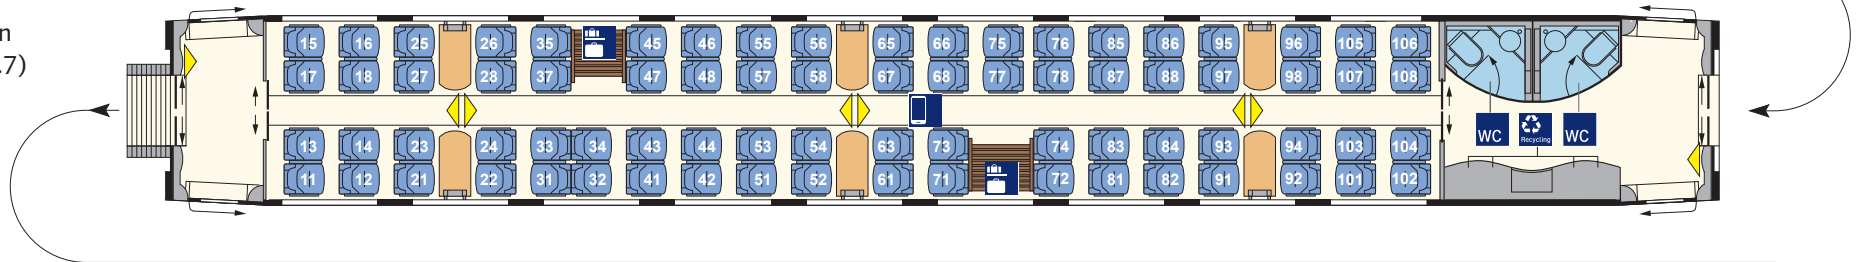 n
.7)
15 16 25 26 35 45 46 55 56 65 66 75 76 85 86 95 96 105 106
17 18 27 28 37 47 48 57 58 67 68 77 78 87 88 97 98 107 108
13 14 23 24 33 34 43 44 53 54 63 73 74 83 84 93 94 103 104
11 12 21 22 31 32 41 42 51 52 61 71 72 81 82 91 92 101 102
WC Recycling WC